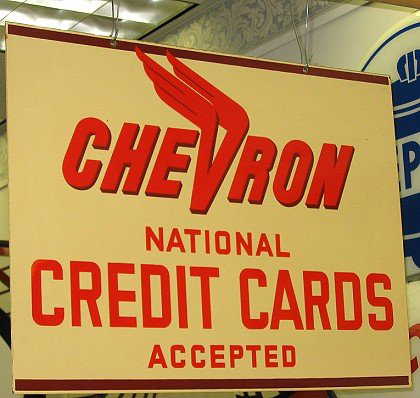 CHEVRON
NATIONAL
CREDIT CARDS
ACCEPTED